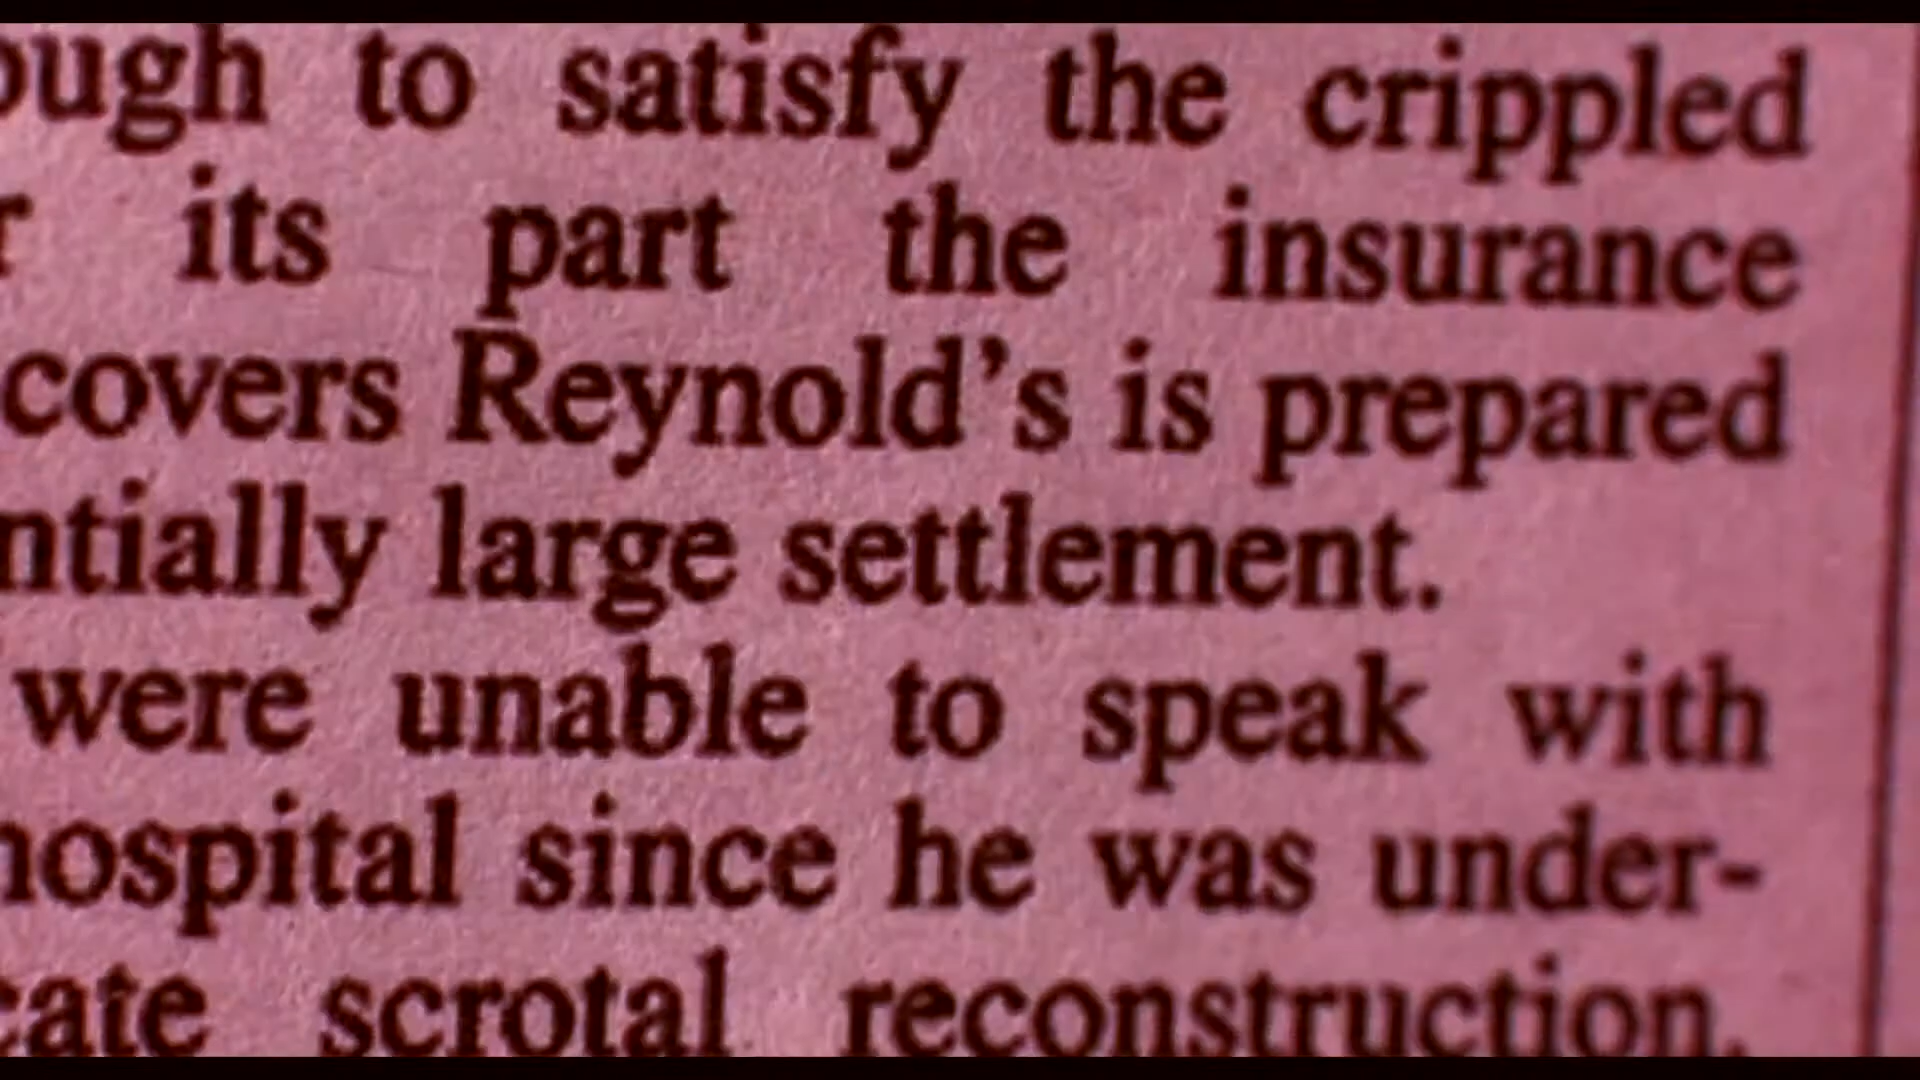 ough to satisfy the crippled
r its part the insurance
covers Reynold's is prepared
ntially large settlement.
were unable to speak with
hospital since he was under-
cate scrotal reconstruction.